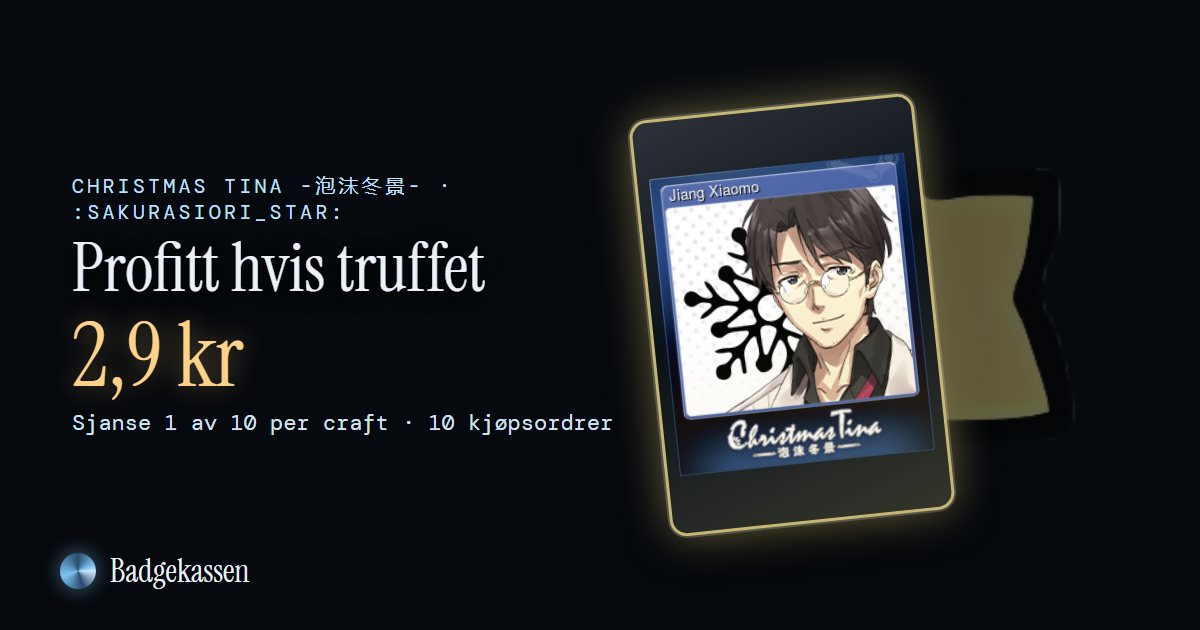 CHRISTMAS TINA -泡沫冬景- ·
:SAKURASIORI_STAR:
Profitt hvis truffet
2,9 kr
Sjanse 1 av 10 per craft · 10 kjøpsordrer
Jiang Xiaomo
Christmas Tina
泡沫冬景
Badgekassen